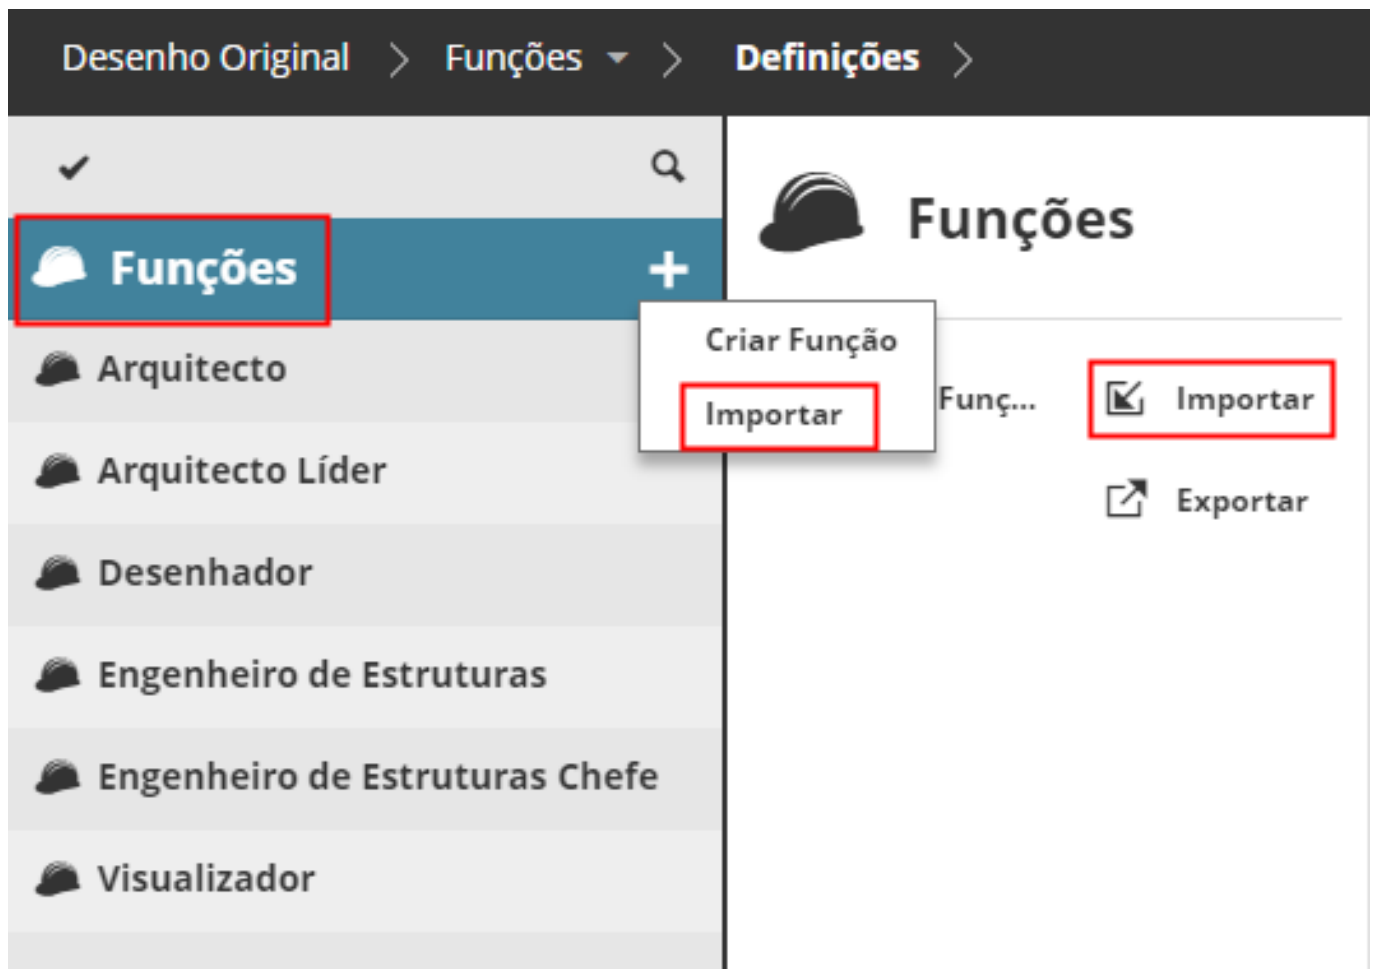 Desenho Original > Funções > Definições >
Funções
Arquitecto
Arquitecto Líder
Desenhador
Engenheiro de Estruturas
Engenheiro de Estruturas Chefe
Visualizador
Criar Função
Importar
Funções
Funç...
Importar
Exportar